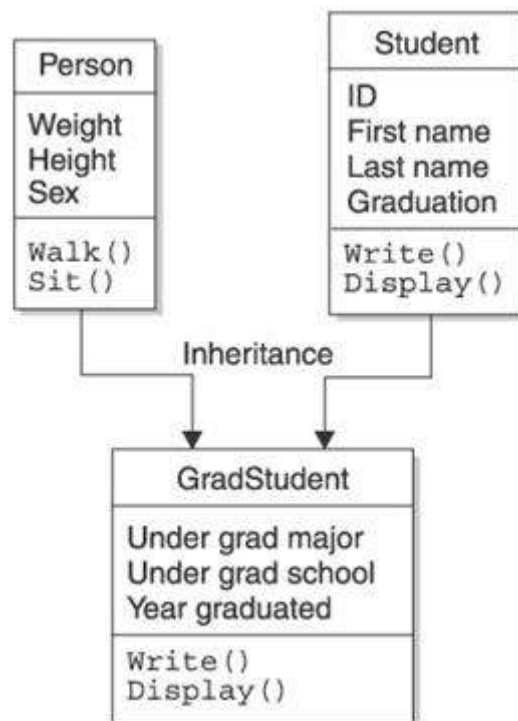 Person
Weight
Height
Sex
Walk()
Sit()
Student
ID
First name
Last name
Graduation
Write()
Display()
Inheritance
GradStudent
Under grad major
Under grad school
Year graduated
Write()
Display()